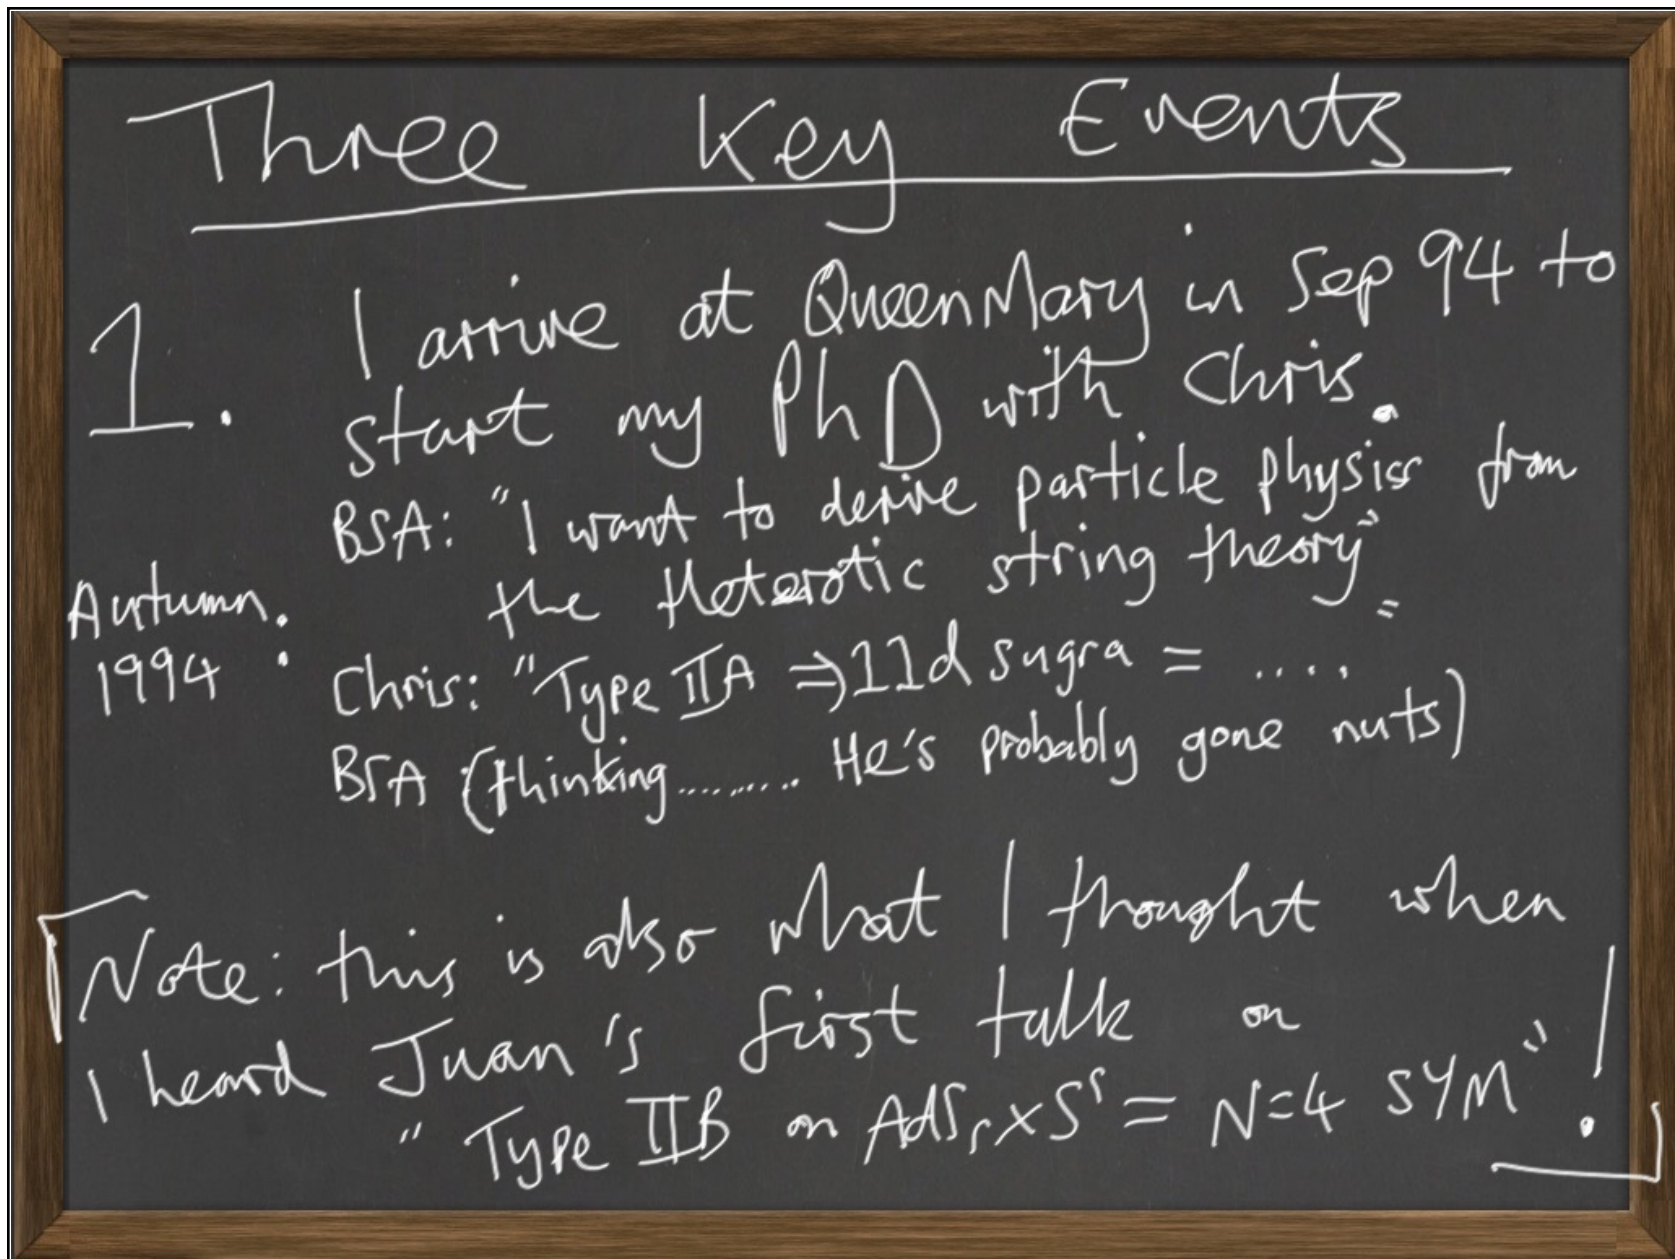 Three Key Events
1. I arrive at Queen Mary in Sep 94 to
start my PhD with Chris.
BSA: "I want to derive particle physics from
the Heterotic string theory".
Autumn.
1994
Chris: "Type IIA ⇒ 11d sugra = ....
BSA (thinking........ He's probably gone nuts)
Note: this is also what I thought when
I heard Juan's first talk on
"Type IIB on AdS₅×S⁵ = N=4 SYM"!